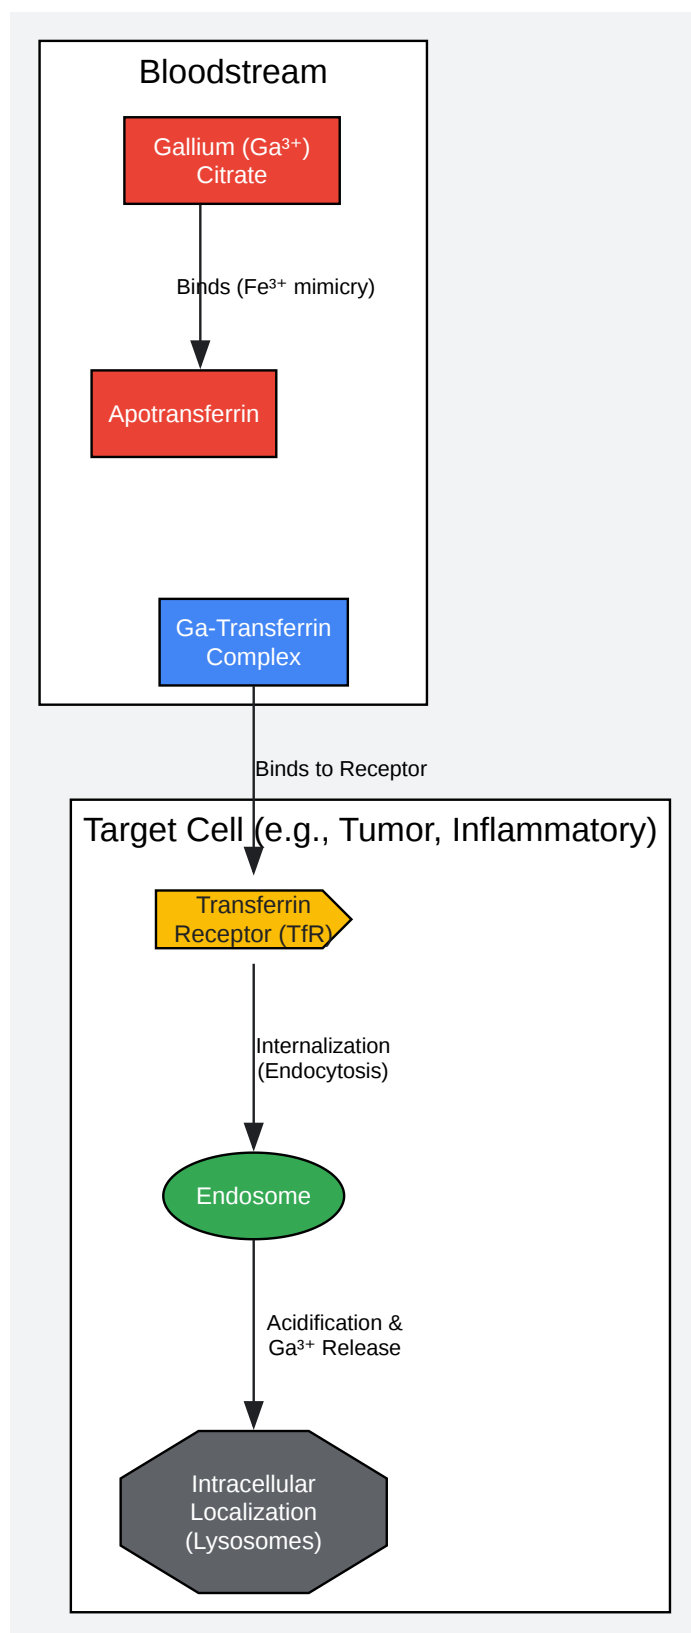 Bloodstream
Gallium (Ga³⁺)
Citrate
Binds (Fe³⁺ mimicry)
Apotransferrin
Ga-Transferrin
Complex
Binds to Receptor
Target Cell (e.g., Tumor, Inflammatory)
Transferrin
Receptor (TfR)
Internalization
(Endocytosis)
Endosome
Acidification &
Ga³⁺ Release
Intracellular
Localization
(Lysosomes)